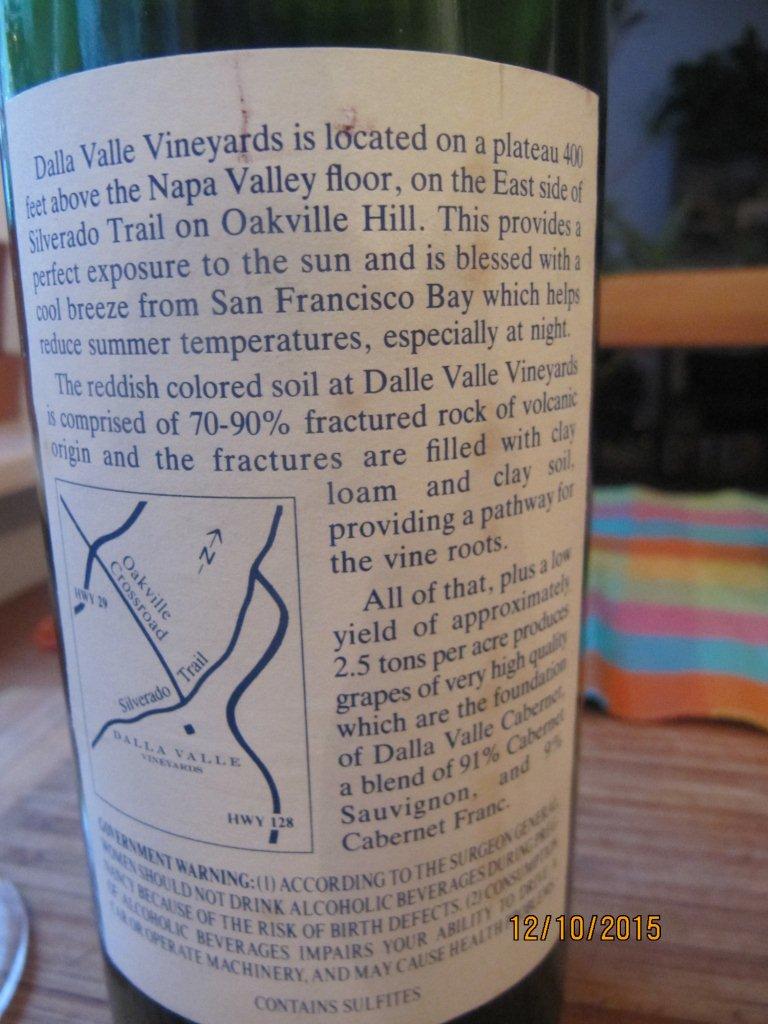 Dalla Valle Vineyards is located on a plateau 400
feet above the Napa Valley floor, on the East side of
Silverado Trail on Oakville Hill. This provides a
perfect exposure to the sun and is blessed with a
cool breeze from San Francisco Bay which helps
reduce summer temperatures, especially at night.
The reddish colored soil at Dalle Valle Vineyards
is comprised of 70-90% fractured rock of volcanic
origin and the fractures are filled with clay
loam and clay soil,
providing a pathway for
the vine roots.
All of that, plus a low
yield of approximately
2.5 tons per acre produces
grapes of very high quality
which are the foundation
of Dalla Valle Cabernet,
a blend of 91% Cabernet
Sauvignon, and 9%
Cabernet Franc.
-N-
Oakville
Crossroad
HWY 29
Silverado Trail
DALLA VALLE
VINEYARDS
HWY 128
GOVERNMENT WARNING: (1) ACCORDING TO THE SURGEON GENERAL,
WOMEN SHOULD NOT DRINK ALCOHOLIC BEVERAGES DURING
BECAUSE OF THE RISK OF BIRTH DEFECTS. (2)
OF ALCOHOLIC BEVERAGES IMPAIRS YOUR ABILITY TO DRIVE A
CAR OR OPERATE MACHINERY, AND MAY CAUSE HEALTH
CONTAINS SULFITES
12/10/2015